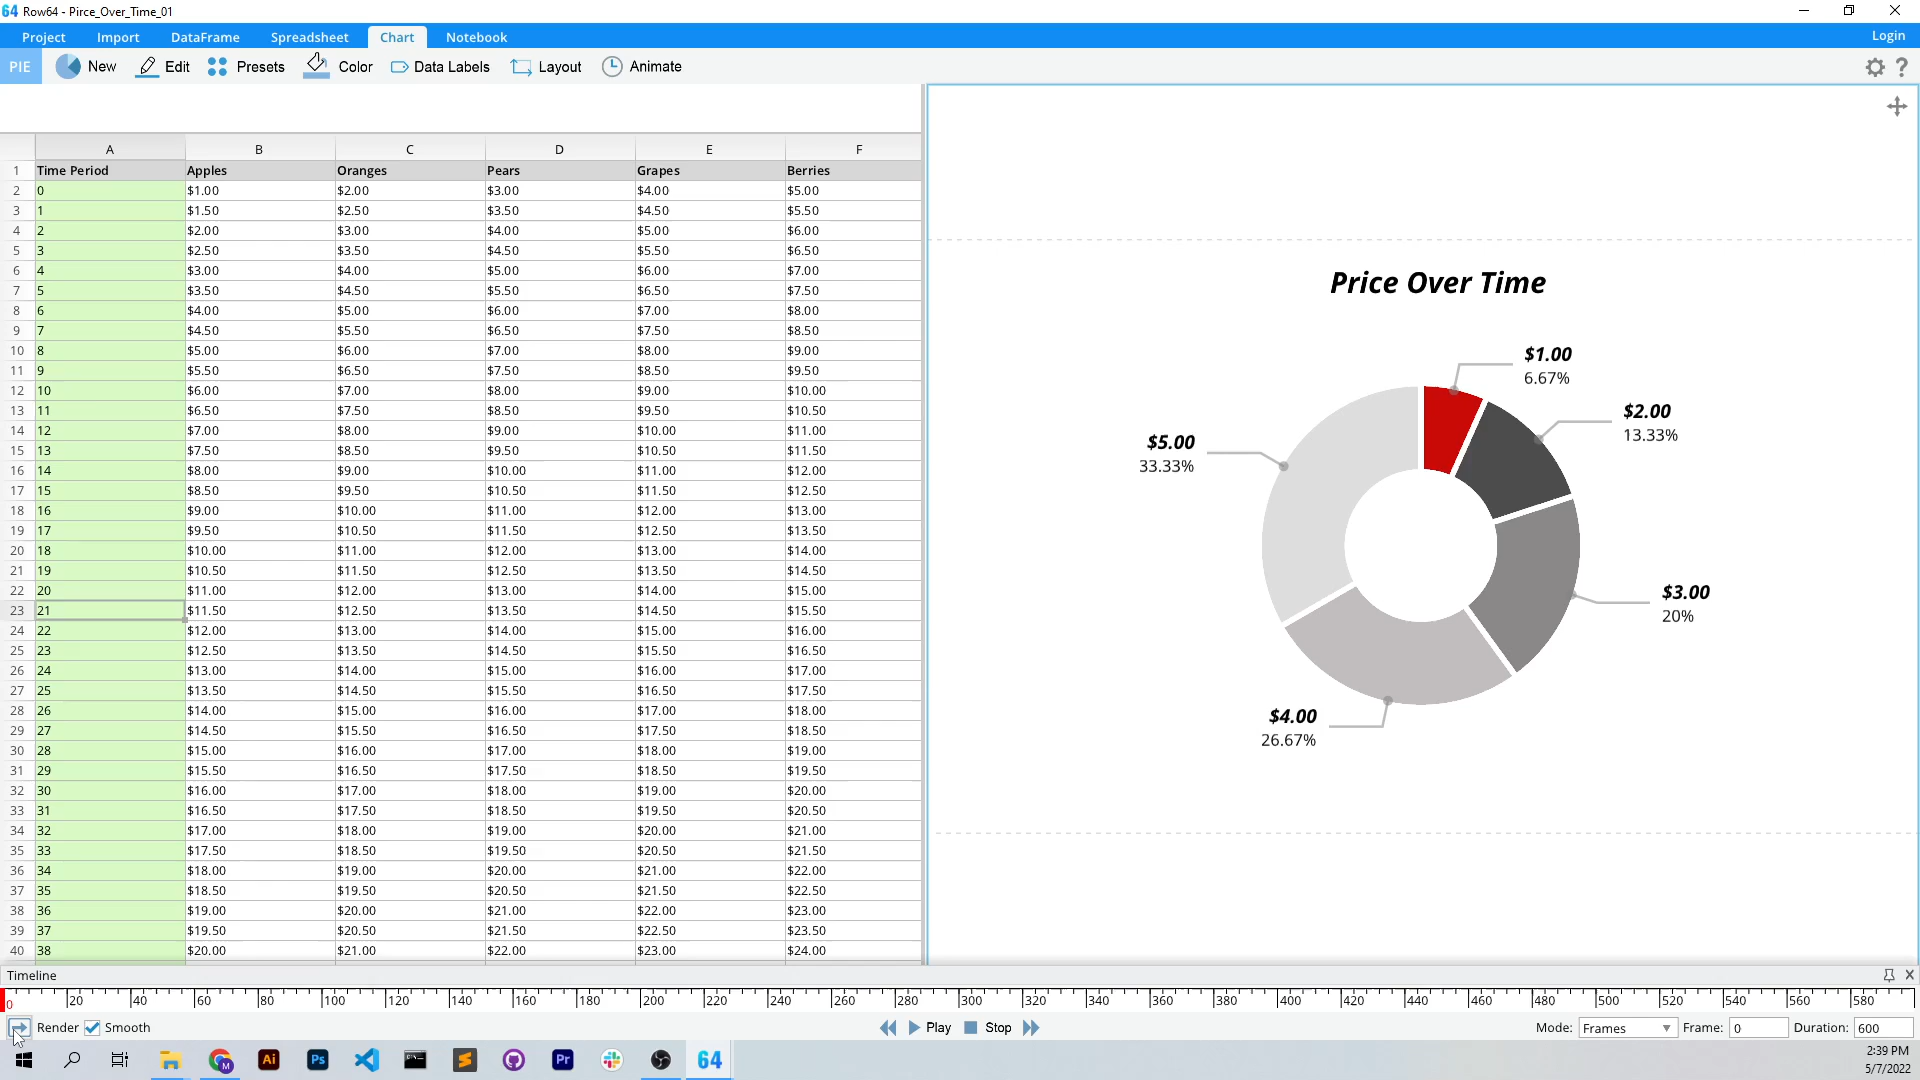 64 Row64 - Pirce_Over_Time_01
Project Import DataFrame Spreadsheet Chart Notebook Login
PIE New Edit Presets Color Data Labels Layout Animate ?
A B C D E F
1 Time Period Apples Oranges Pears Grapes Berries
2 0 $1.00 $2.00 $3.00 $4.00 $5.00
3 1 $1.50 $2.50 $3.50 $4.50 $5.50
4 2 $2.00 $3.00 $4.00 $5.00 $6.00
5 3 $2.50 $3.50 $4.50 $5.50 $6.50
6 4 $3.00 $4.00 $5.00 $6.00 $7.00
7 5 $3.50 $4.50 $5.50 $6.50 $7.50
8 6 $4.00 $5.00 $6.00 $7.00 $8.00
9 7 $4.50 $5.50 $6.50 $7.50 $8.50
10 8 $5.00 $6.00 $7.00 $8.00 $9.00
11 9 $5.50 $6.50 $7.50 $8.50 $9.50
12 10 $6.00 $7.00 $8.00 $9.00 $10.00
13 11 $6.50 $7.50 $8.50 $9.50 $10.50
14 12 $7.00 $8.00 $9.00 $10.00 $11.00
15 13 $7.50 $8.50 $9.50 $10.50 $11.50
16 14 $8.00 $9.00 $10.00 $11.00 $12.00
17 15 $8.50 $9.50 $10.50 $11.50 $12.50
18 16 $9.00 $10.00 $11.00 $12.00 $13.00
19 17 $9.50 $10.50 $11.50 $12.50 $13.50
20 18 $10.00 $11.00 $12.00 $13.00 $14.00
21 19 $10.50 $11.50 $12.50 $13.50 $14.50
22 20 $11.00 $12.00 $13.00 $14.00 $15.00
23 21 $11.50 $12.50 $13.50 $14.50 $15.50
24 22 $12.00 $13.00 $14.00 $15.00 $16.00
25 23 $12.50 $13.50 $14.50 $15.50 $16.50
26 24 $13.00 $14.00 $15.00 $16.00 $17.00
27 25 $13.50 $14.50 $15.50 $16.50 $17.50
28 26 $14.00 $15.00 $16.00 $17.00 $18.00
29 27 $14.50 $15.50 $16.50 $17.50 $18.50
30 28 $15.00 $16.00 $17.00 $18.00 $19.00
31 29 $15.50 $16.50 $17.50 $18.50 $19.50
32 30 $16.00 $17.00 $18.00 $19.00 $20.00
33 31 $16.50 $17.50 $18.50 $19.50 $20.50
34 32 $17.00 $18.00 $19.00 $20.00 $21.00
35 33 $17.50 $18.50 $19.50 $20.50 $21.50
36 34 $18.00 $19.00 $20.00 $21.00 $22.00
37 35 $18.50 $19.50 $20.50 $21.50 $22.50
38 36 $19.00 $20.00 $21.00 $22.00 $23.00
39 37 $19.50 $20.50 $21.50 $22.50 $23.50
40 38 $20.00 $21.00 $22.00 $23.00 $24.00
Price Over Time
$1.00
6.67%
$2.00
13.33%
$5.00
33.33%
$3.00
20%
$4.00
26.67%
Timeline
0 20 40 60 80 100 120 140 160 180 200 220 240 260 280 300 320 340 360 380 400 420 440 460 480 500 520 540 560 580
Render Smooth Play Stop Mode: Frames Frame: 0 Duration: 600
M Ai Ps S Pr 64
2:39 PM
5/7/2022